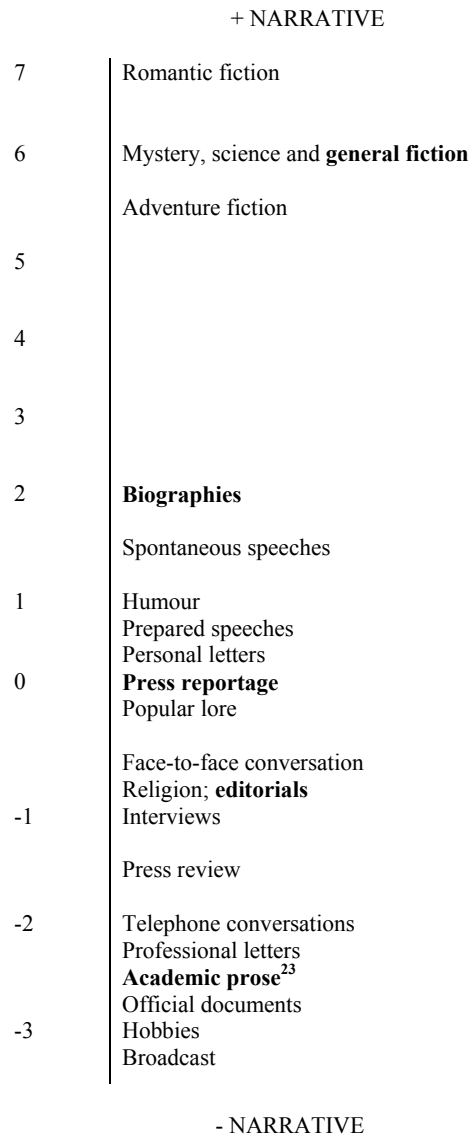 + NARRATIVE
7 Romantic fiction
6 Mystery, science and general fiction
Adventure fiction
5
4
3
2 Biographies
Spontaneous speeches
1 Humour
Prepared speeches
Personal letters
0 Press reportage
Popular lore
Face-to-face conversation
Religion; editorials
-1 Interviews
Press review
-2 Telephone conversations
Professional letters
Academic prose23
Official documents
-3 Hobbies
Broadcast
- NARRATIVE